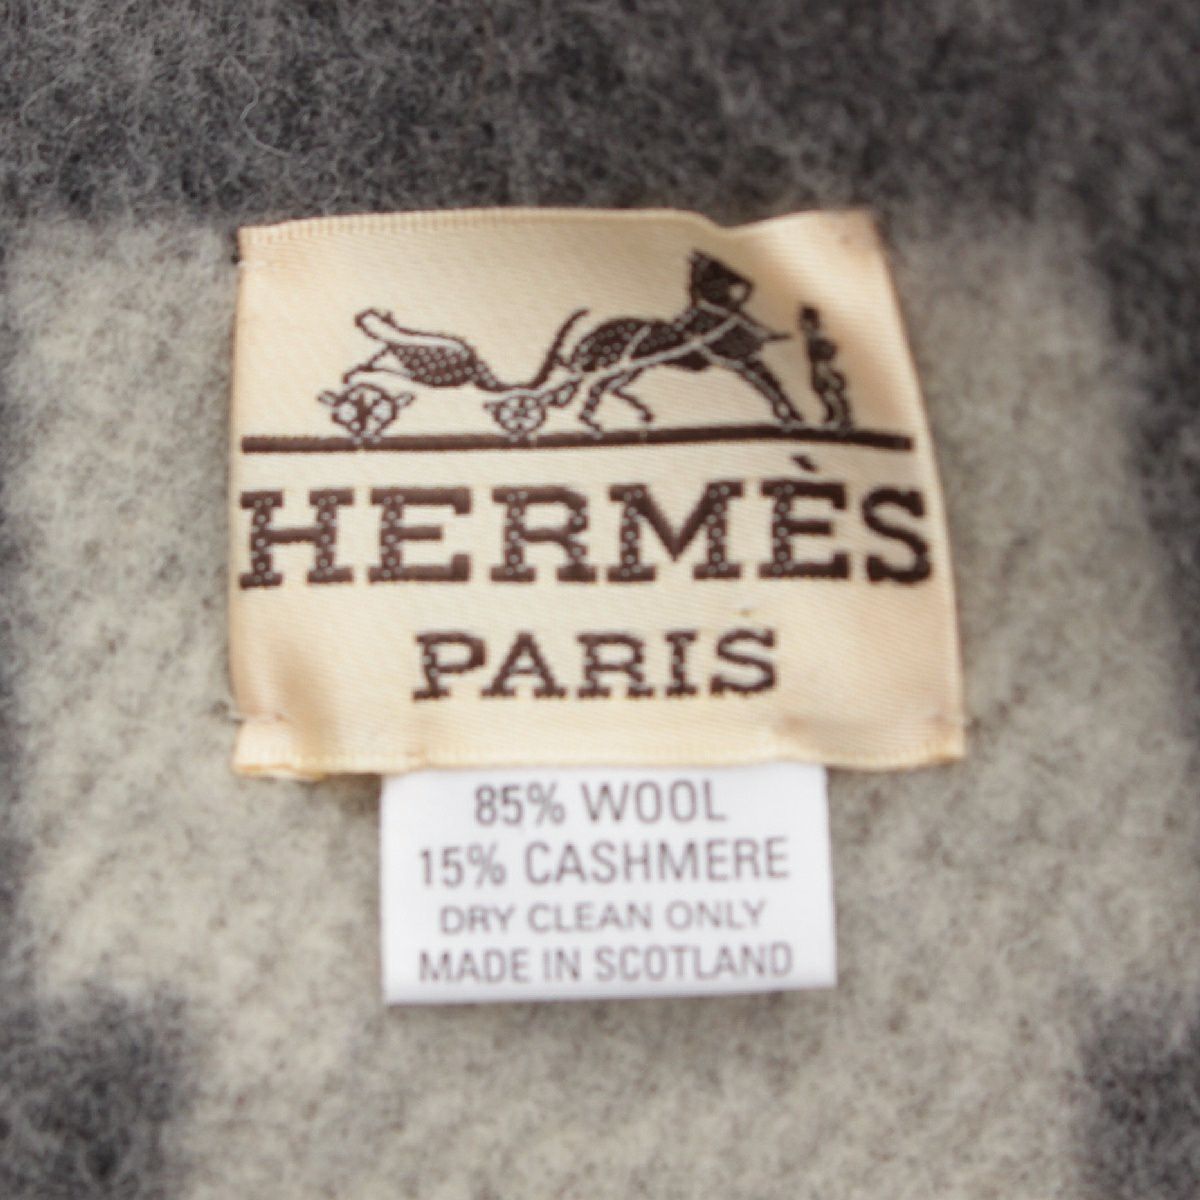 HERMÈS
PARIS
85% WOOL
15% CASHMERE
DRY CLEAN ONLY
MADE IN SCOTLAND